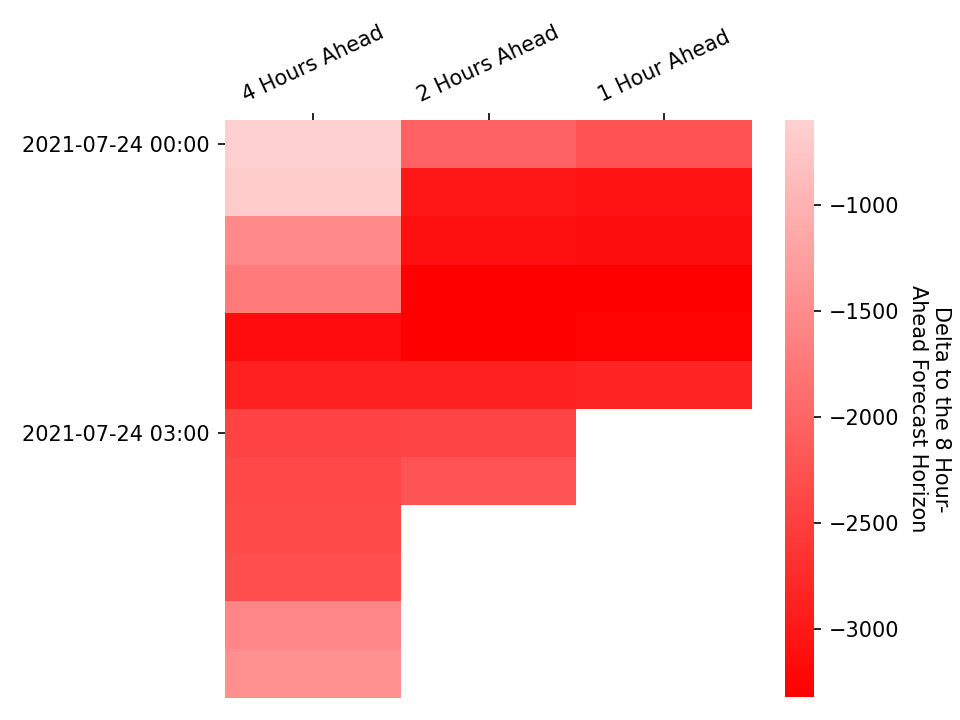 4 Hours Ahead
2 Hours Ahead
1 Hour Ahead
2021-07-24 00:00
2021-07-24 03:00
−1000
−1500
−2000
−2500
−3000
Delta to the 8 Hour-
Ahead Forecast Horizon